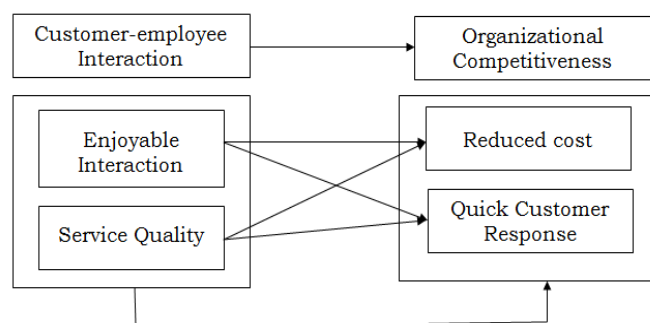 Customer-employee
Interaction
Organizational
Competitiveness
Enjoyable
Interaction
Reduced cost
Service Quality
Quick Customer
Response